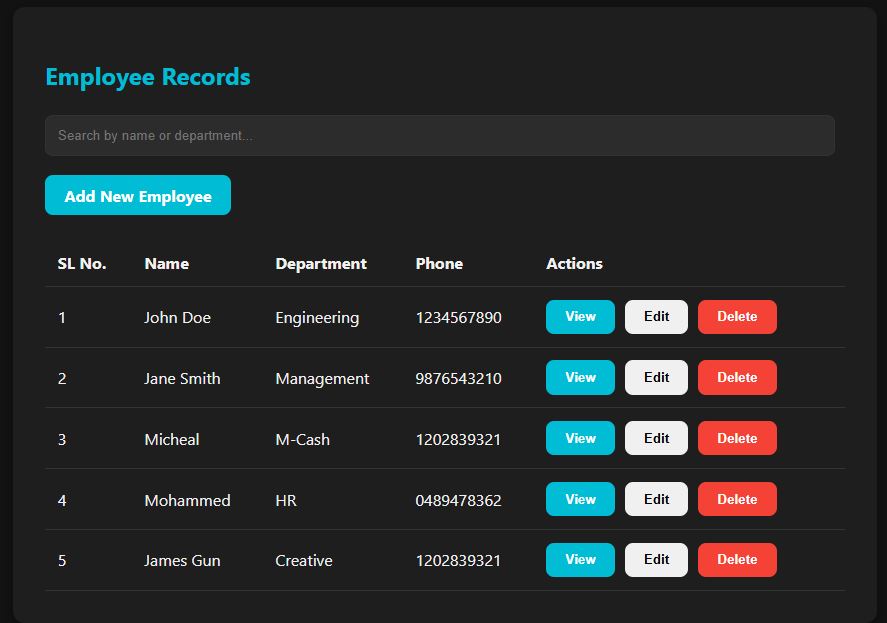 Employee Records
Search by name or department...
Add New Employee
SL No. Name Department Phone Actions
1 John Doe Engineering 1234567890 View Edit Delete
2 Jane Smith Management 9876543210 View Edit Delete
3 Micheal M-Cash 1202839321 View Edit Delete
4 Mohammed HR 0489478362 View Edit Delete
5 James Gun Creative 1202839321 View Edit Delete